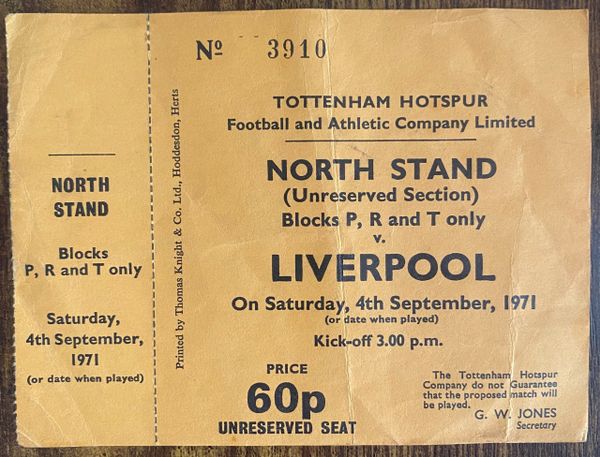 NORTH
STAND
Blocks
P, R and T only
Saturday,
4th September,
1971
(or date when played)
Printed by Thomas Knight & Co. Ltd., Hoddesdon, Herts
Nº 3910
TOTTENHAM HOTSPUR
Football and Athletic Company Limited
NORTH STAND
(Unreserved Section)
Blocks P, R and T only
v.
LIVERPOOL
On Saturday, 4th September, 1971
(or date when played)
Kick-off 3.00 p.m.
PRICE
60p
UNRESERVED SEAT
The Tottenham Hotspur
Company do not Guarantee
that the proposed match will
be played.
G. W. JONES
Secretary